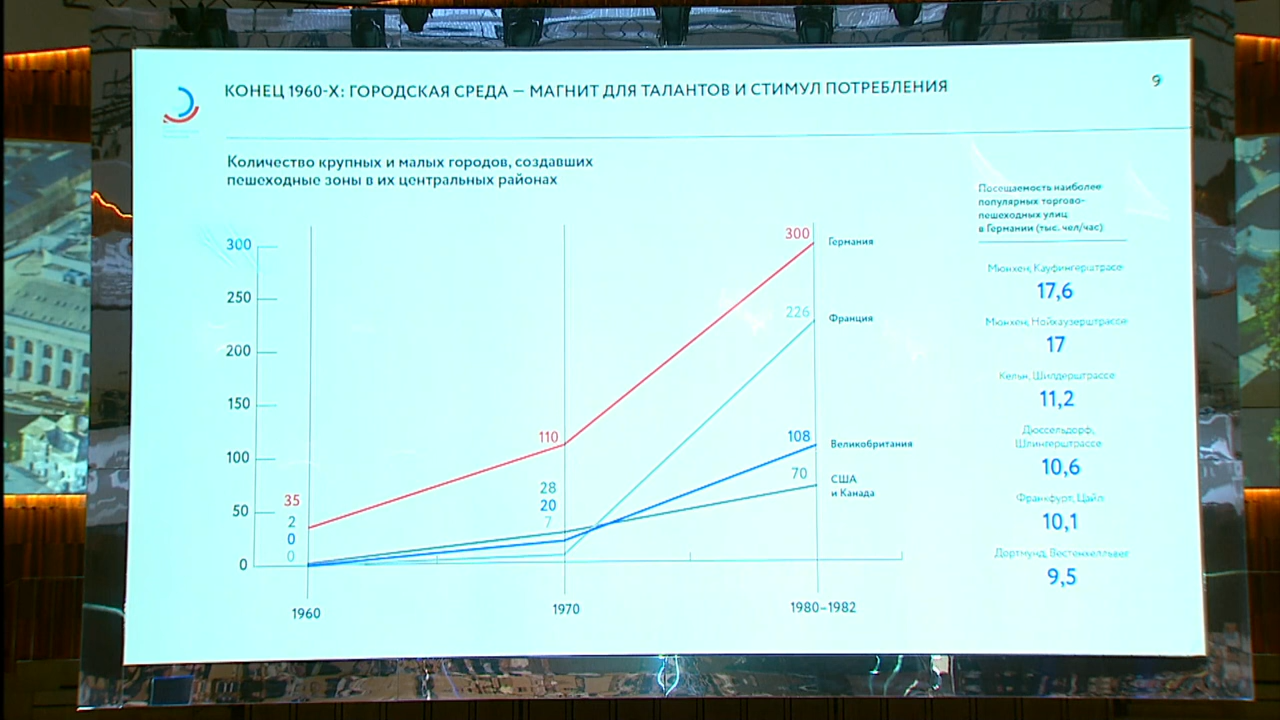 КОНЕЦ 1960-Х: ГОРОДСКАЯ СРЕДА — МАГНИТ ДЛЯ ТАЛАНТОВ И СТИМУЛ ПОТРЕБЛЕНИЯ
9
Количество крупных и малых городов, создавших
пешеходные зоны в их центральных районах
Посещаемость наиболее
популярных торгово-
пешеходных улиц
в Германии (тыс. чел/час)
300
250
200
150
100
50
0
35
2
0
0
110
28
20
7
300
226
108
70
Германия
Франция
Великобритания
США
и Канада
1960
1970
1980–1982
Мюнхен, Кауфингерштрассе
17,6
Мюнхен, Нойхаузерштрассе
17
Кельн, Шилдерштрассе
11,2
Дюссельдорф,
Шлингерштрассе
10,6
Франкфурт, Цайл
10,1
Дортмунд, Вестенхелльвег
9,5